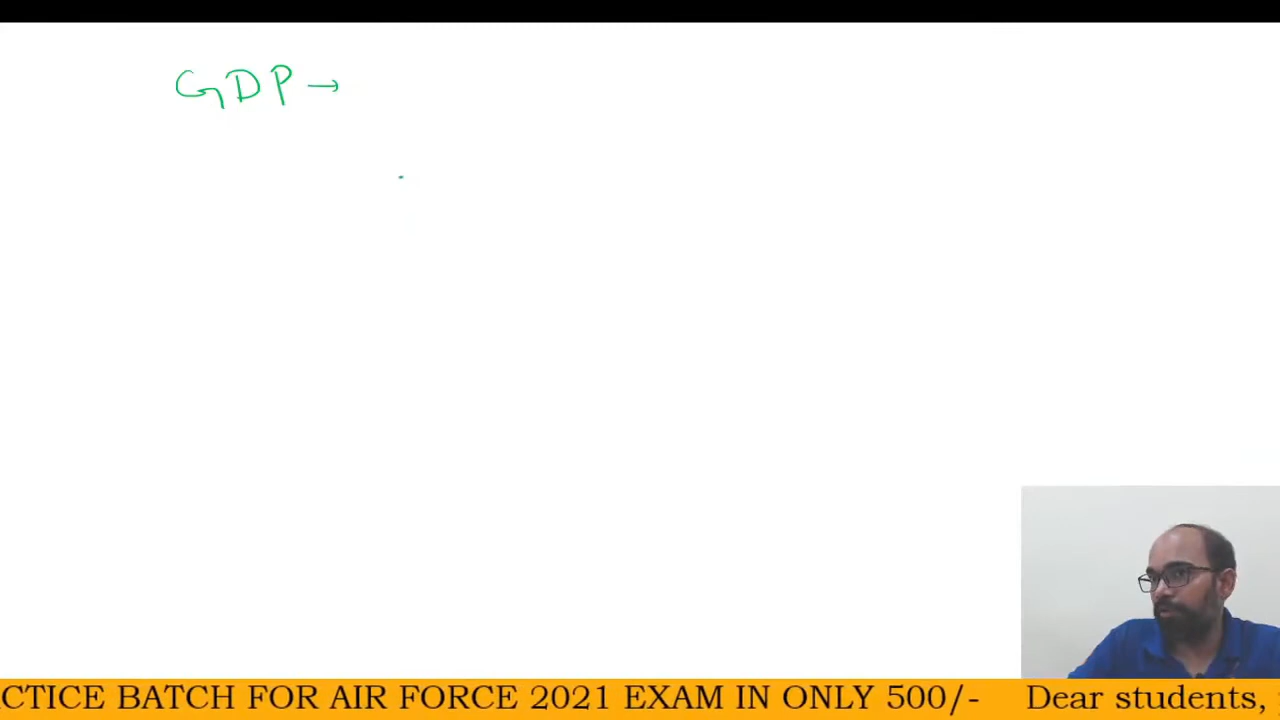 GDP →
CTICE BATCH FOR AIR FORCE 2021 EXAM IN ONLY 500/- Dear students,